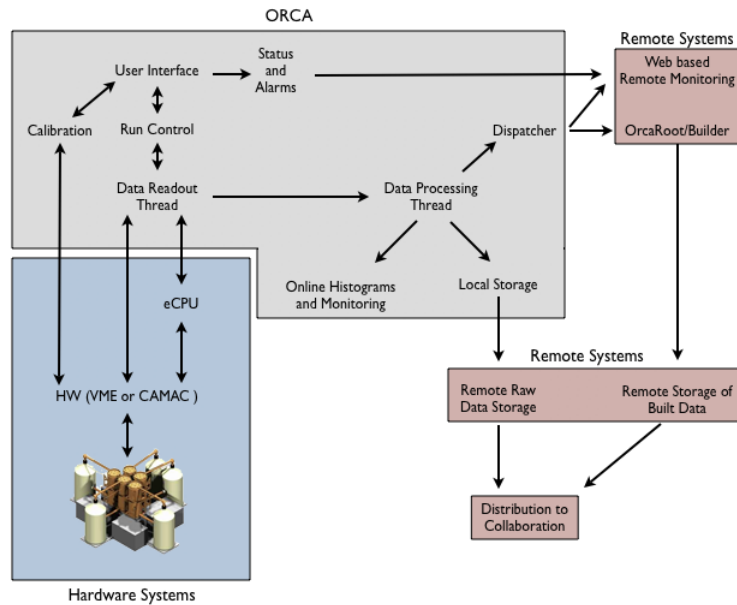 ORCA
Remote Systems
User Interface
Status
and
Alarms
Web based
Remote Monitoring
Calibration
Run Control
Dispatcher
OrcaRoot/Builder
Data Readout
Thread
Data Processing
Thread
Online Histograms
and Monitoring
Local Storage
eCPU
Remote Systems
HW (VME or CAMAC )
Remote Raw
Data Storage
Remote Storage of
Built Data
Distribution to
Collaboration
Hardware Systems